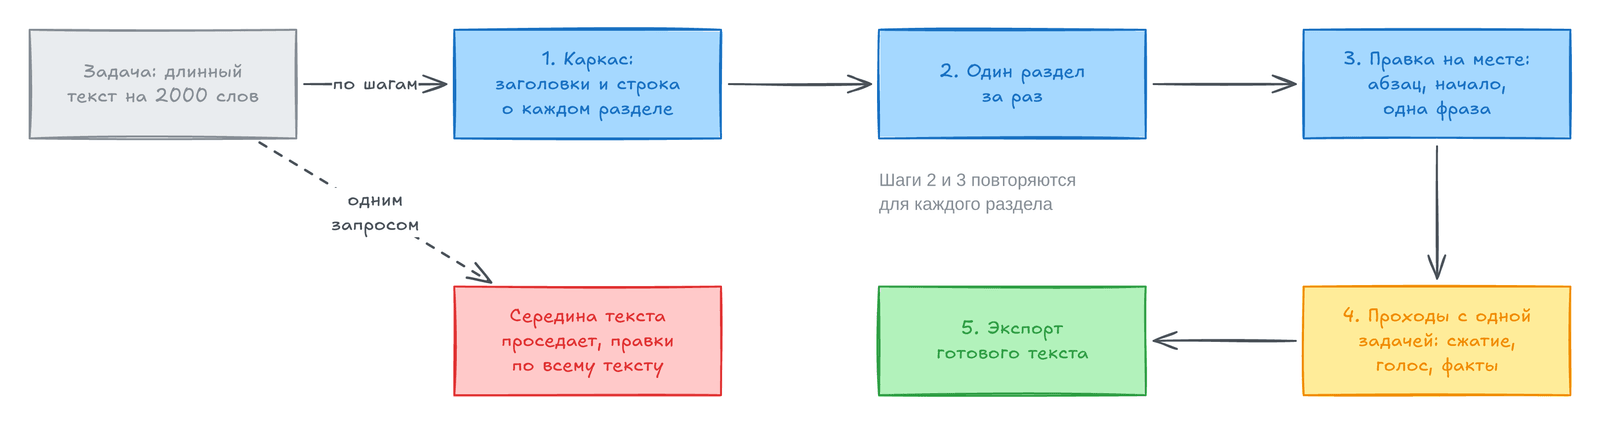 Задача: длинный
текст на 2000 слов
по шагам
1. Каркас:
заголовки и строка
о каждом разделе
2. Один раздел
за раз
3. Правка на месте:
абзац, начало,
одна фраза
Шаги 2 и 3 повторяются
для каждого раздела
одним
запросом
Середина текста
проседает, правки
по всему тексту
5. Экспорт
готового текста
4. Проходы с одной
задачей: сжатие,
голос, факты